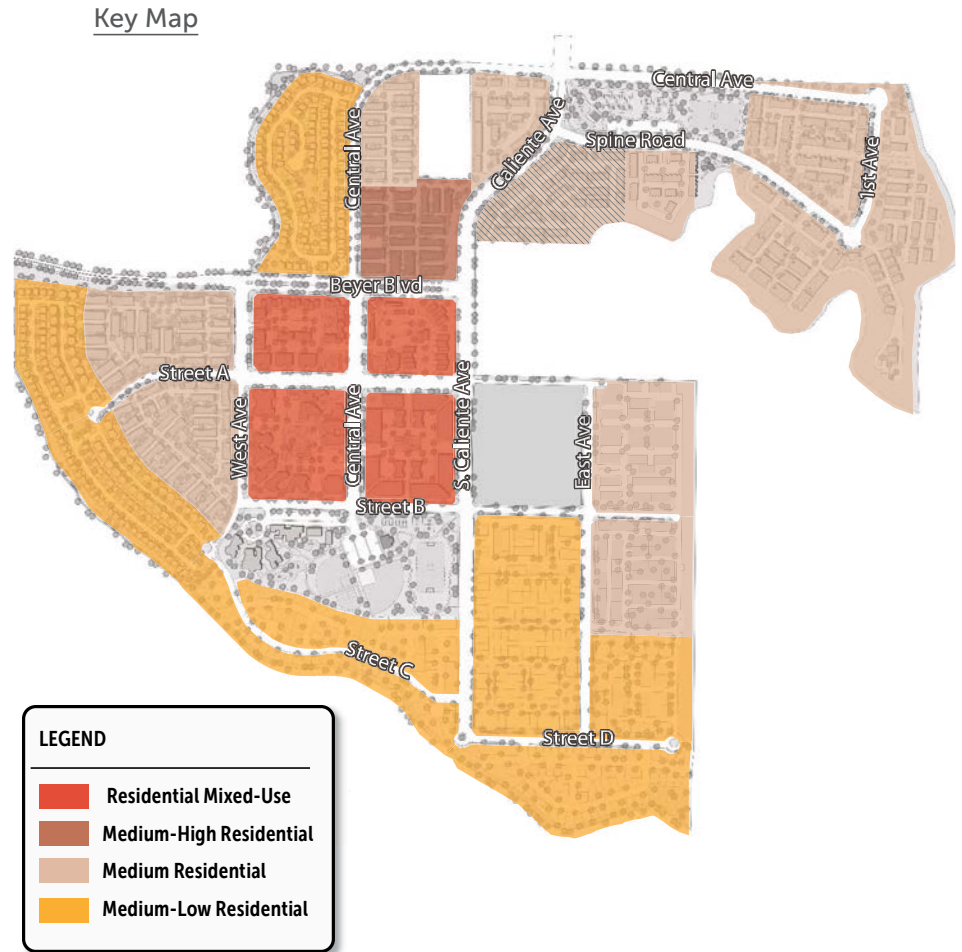 Key Map
Central Ave
Central Ave
Caliente Ave
Spine Road
1st Ave
Beyer Blvd
Street A
West Ave
Central Ave
S. Caliente Ave
East Ave
Street B
Street C
Street D
LEGEND
Residential Mixed-Use
Medium-High Residential
Medium Residential
Medium-Low Residential